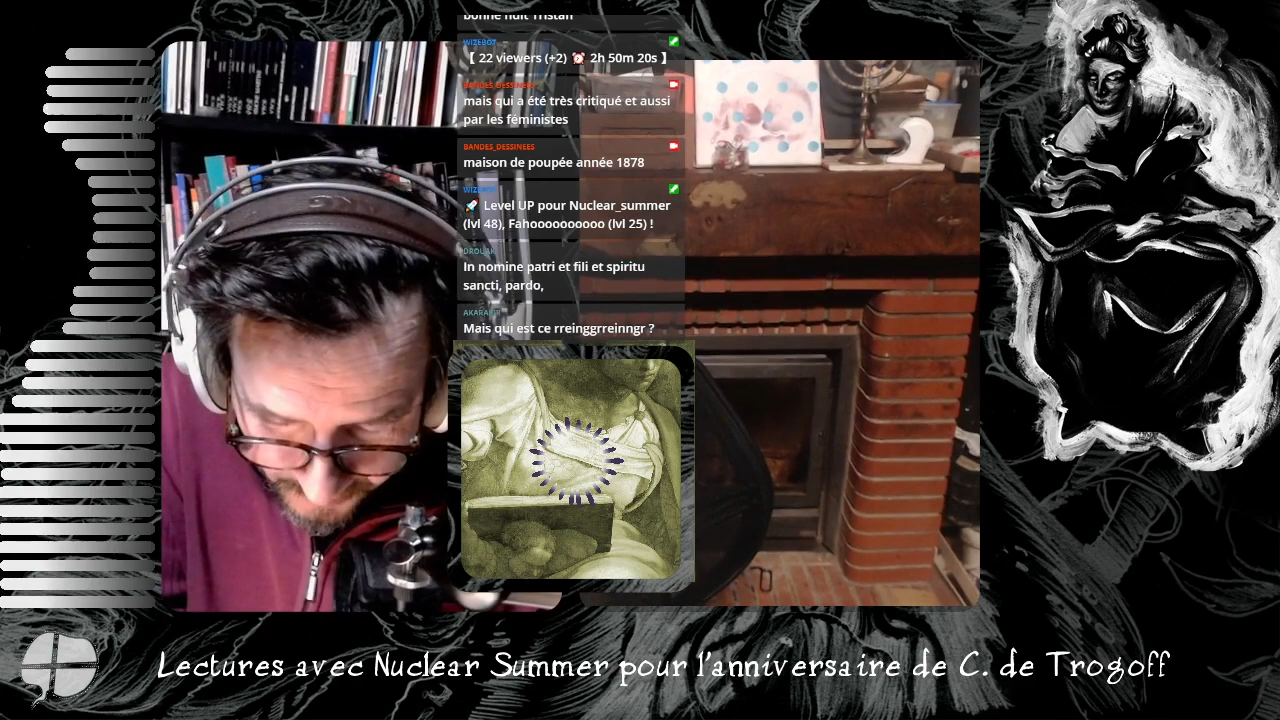 bonne nuit Tristan
WIZEBOT
【 22 viewers (+2) ⏰ 2h 50m 20s 】
BANDES_DESSINEES
mais qui a été très critiqué et aussi
par les féministes
BANDES_DESSINEES
maison de poupée année 1878
WIZEBOT
🚀 Level UP pour Nuclear_summer
(lvl 48), Fahoooooooooo (lvl 25) !
DROUAK
In nomine patri et fili et spiritu
sancti, pardo,
Mais qui est ce rreinggrreinngr ?
Lectures avec Nuclear Summer pour l'anniversaire de C. de Trogoff